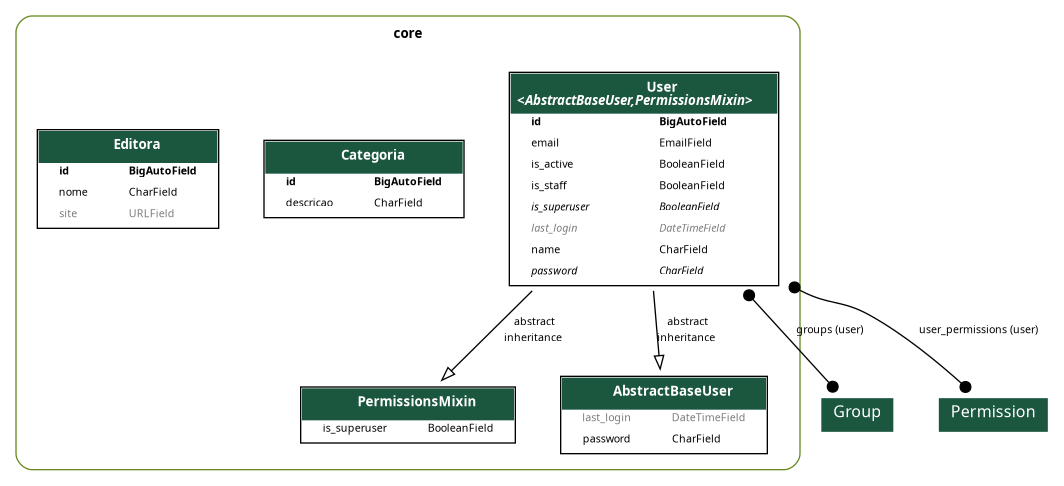 core
User
<AbstractBaseUser,PermissionsMixin>
id BigAutoField
email EmailField
is_active BooleanField
is_staff BooleanField
is_superuser BooleanField
last_login DateTimeField
name CharField
password CharField
Editora
id BigAutoField
nome CharField
site URLField
Categoria
id BigAutoField
descricao CharField
abstract
inheritance
abstract
inheritance
groups (user)
user_permissions (user)
PermissionsMixin
is_superuser BooleanField
AbstractBaseUser
last_login DateTimeField
password CharField
Group
Permission